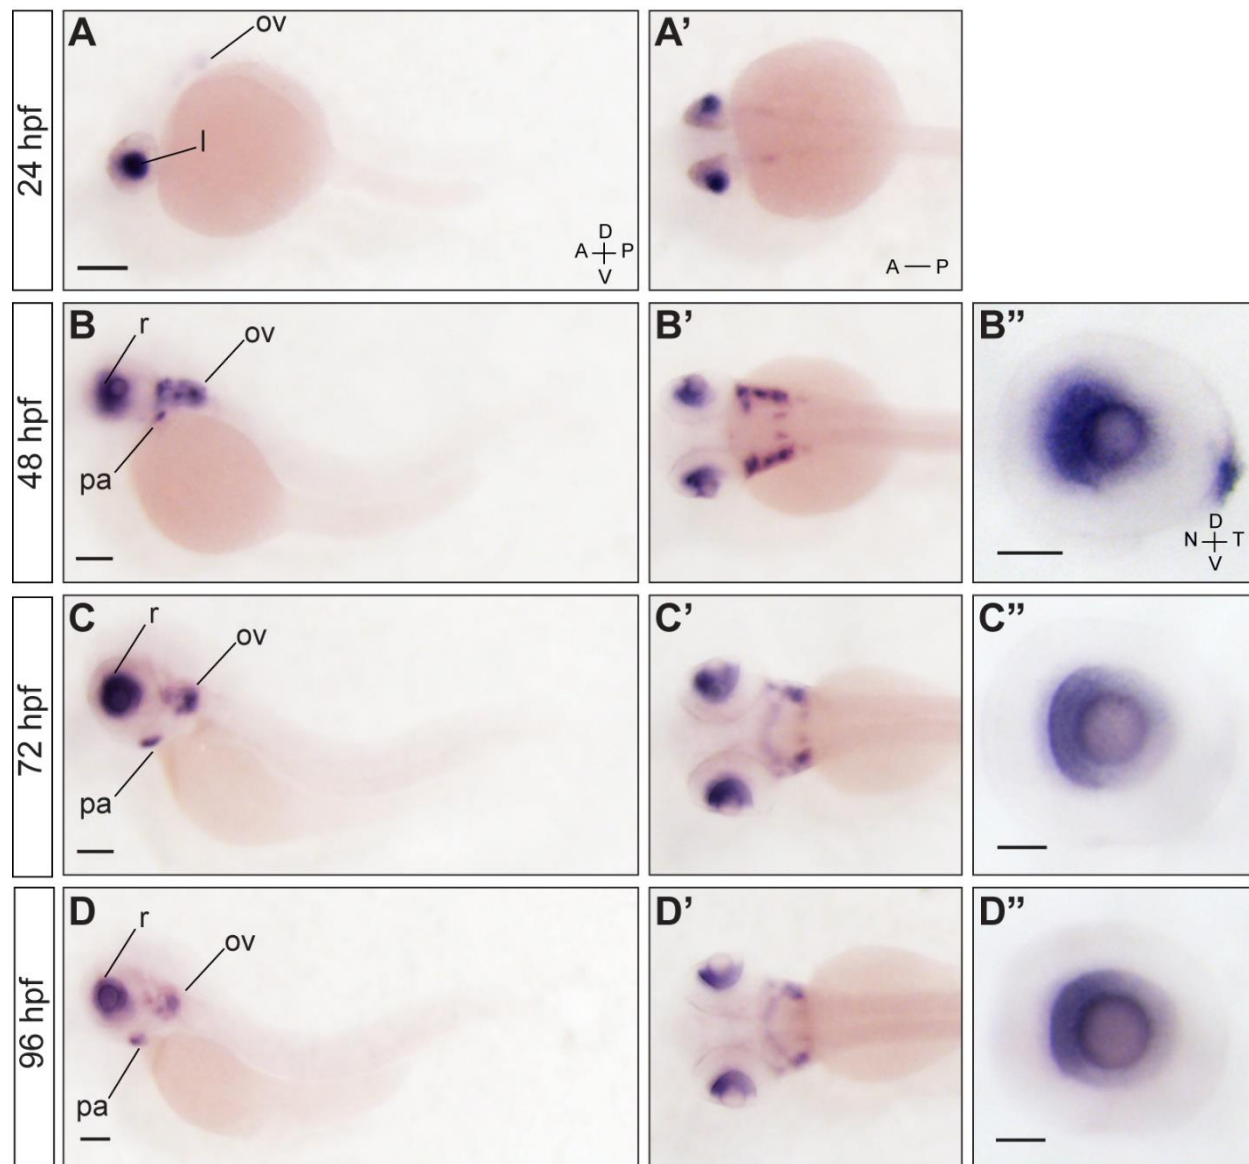 24 hpf
A
ov
l
D
A P
V
A'
A P
48 hpf
B
r
ov
pa
B'
B"
D
N T
V
72 hpf
C
r
ov
pa
C'
C"
96 hpf
D
r
ov
pa
D'
D"